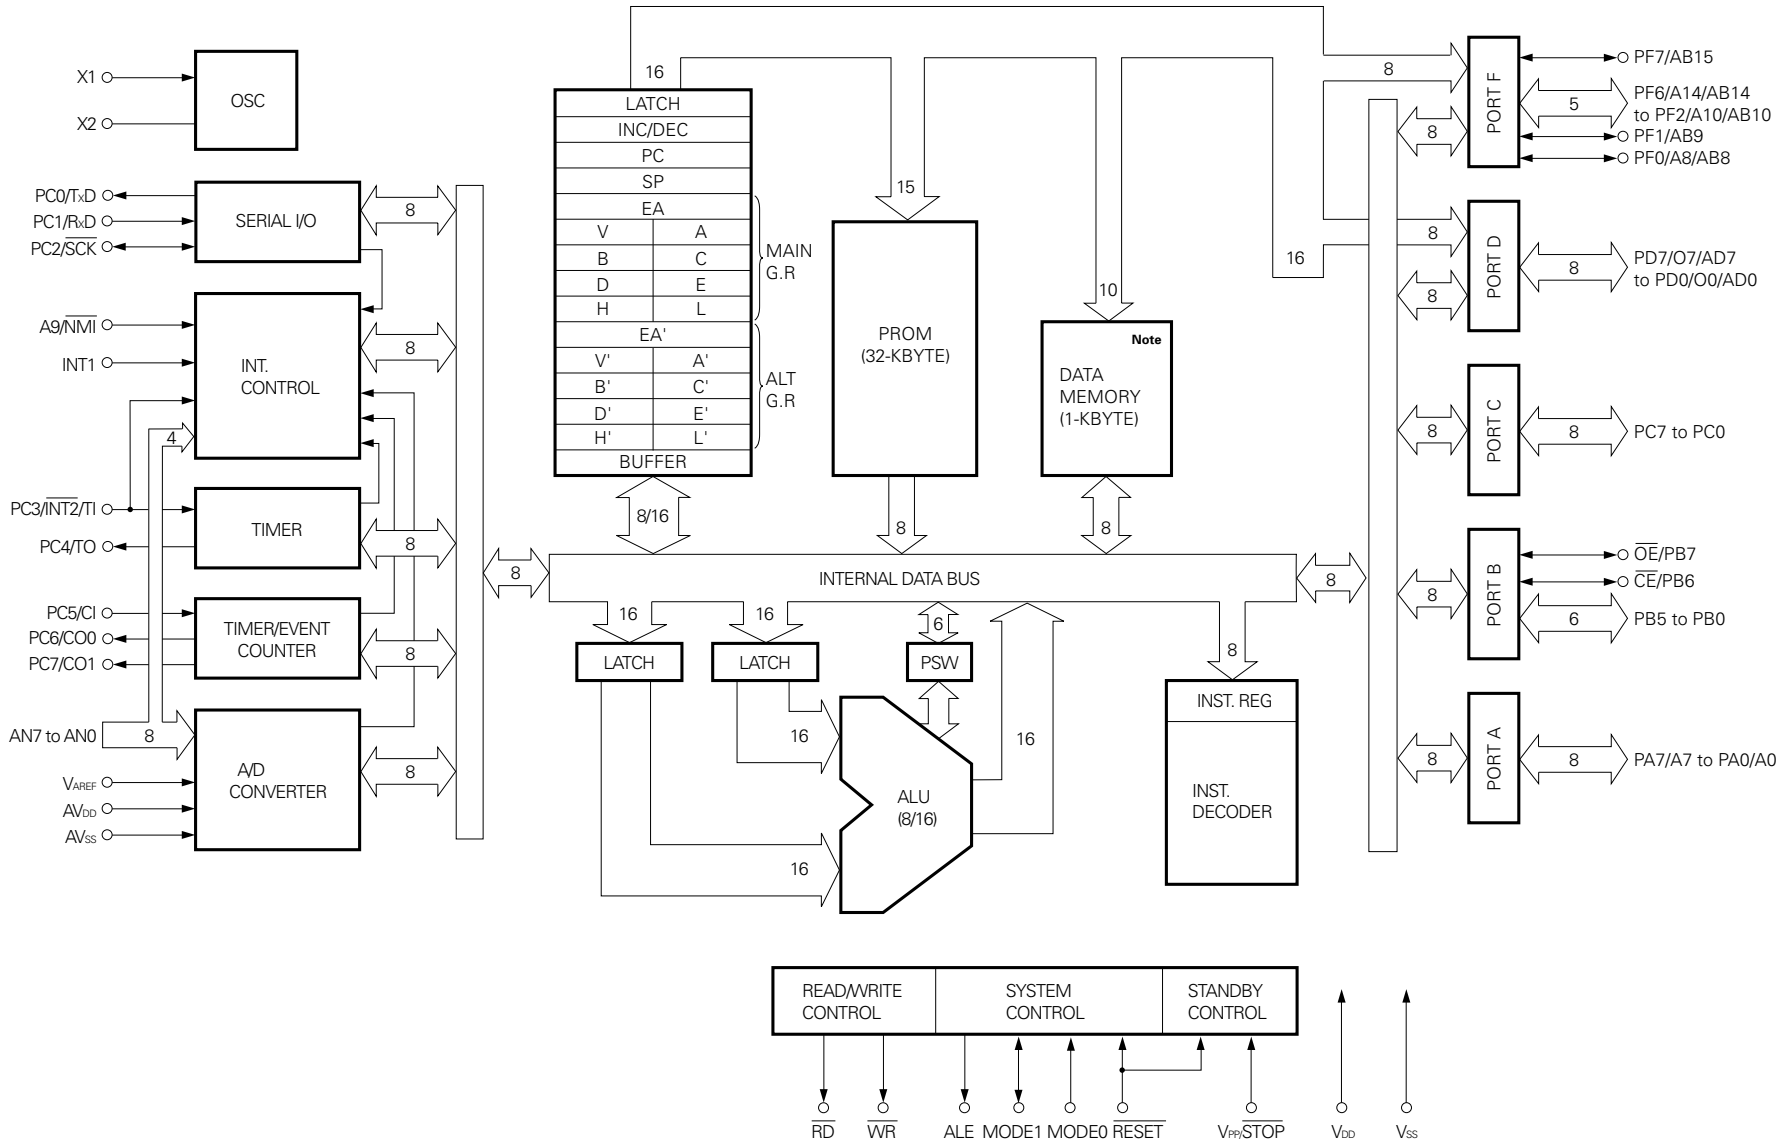 X1
X2
OSC
PC0/TxD
PC1/RxD
PC2/SCK
SERIAL I/O
8
A9/NMI
INT1
INT.
CONTROL
8
4
PC3/INT2/TI
PC4/TO
TIMER
8
PC5/CI
PC6/CO0
PC7/CO1
TIMER/EVENT
COUNTER
8
AN7 to AN0
8
VAREF
AVDD
AVSS
A/D
CONVERTER
8
16
LATCH
INC/DEC
PC
SP
EA
V A
B C
D E
H L
MAIN
G.R
EA'
V' A'
B' C'
D' E'
H' L'
ALT
G.R
BUFFER
8/16
15
PROM
(32-KBYTE)
8
10
Note
DATA
MEMORY
(1-KBYTE)
8
16
8
INTERNAL DATA BUS
8
16
LATCH
16
LATCH
6
PSW
16
16
ALU
(8/16)
16
8
INST. REG
INST.
DECODER
8
8
PORT F
PF7/AB15
5
PF6/A14/AB14
to PF2/A10/AB10
PF1/AB9
PF0/A8/AB8
8
8
PORT D
8
PD7/O7/AD7
to PD0/O0/AD0
8
PORT C
8
PC7 to PC0
8
PORT B
OE/PB7
CE/PB6
6
PB5 to PB0
8
PORT A
8
PA7/A7 to PA0/A0
READ/WRITE
CONTROL
SYSTEM
CONTROL
STANDBY
CONTROL
RD WR ALE MODE1 MODE0 RESET VPP/STOP VDD VSS